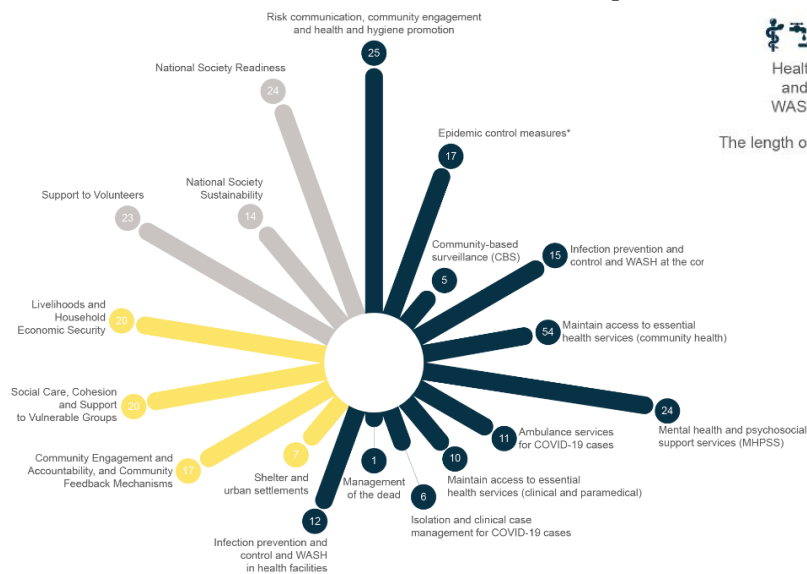 Risk communication, community engagement
and health and hygiene promotion
25
National Society Readiness
24
Epidemic control measures*
17
Support to Volunteers
23
National Society
Sustainability
14
Community-based
surveillance (CBS)
5
Infection prevention and
control and WASH at the cor
15
Livelihoods and
Household
Economic Security
20
Maintain access to essential
health services (community health)
54
Social Care, Cohesion
and Support
to Vulnerable Groups
20
Mental health and psychosocial
support services (MHPSS)
24
Community Engagement and
Accountability, and Community
Feedback Mechanisms
17
Ambulance services
for COVID-19 cases
11
Shelter and
urban settlements
7
Management
of the dead
1
Maintain access to essential
health services (clinical and paramedical)
10
Isolation and clinical case
management for COVID-19 cases
6
Infection prevention and
control and WASH
in health facilities
12
Healt
and
WAS
The length o